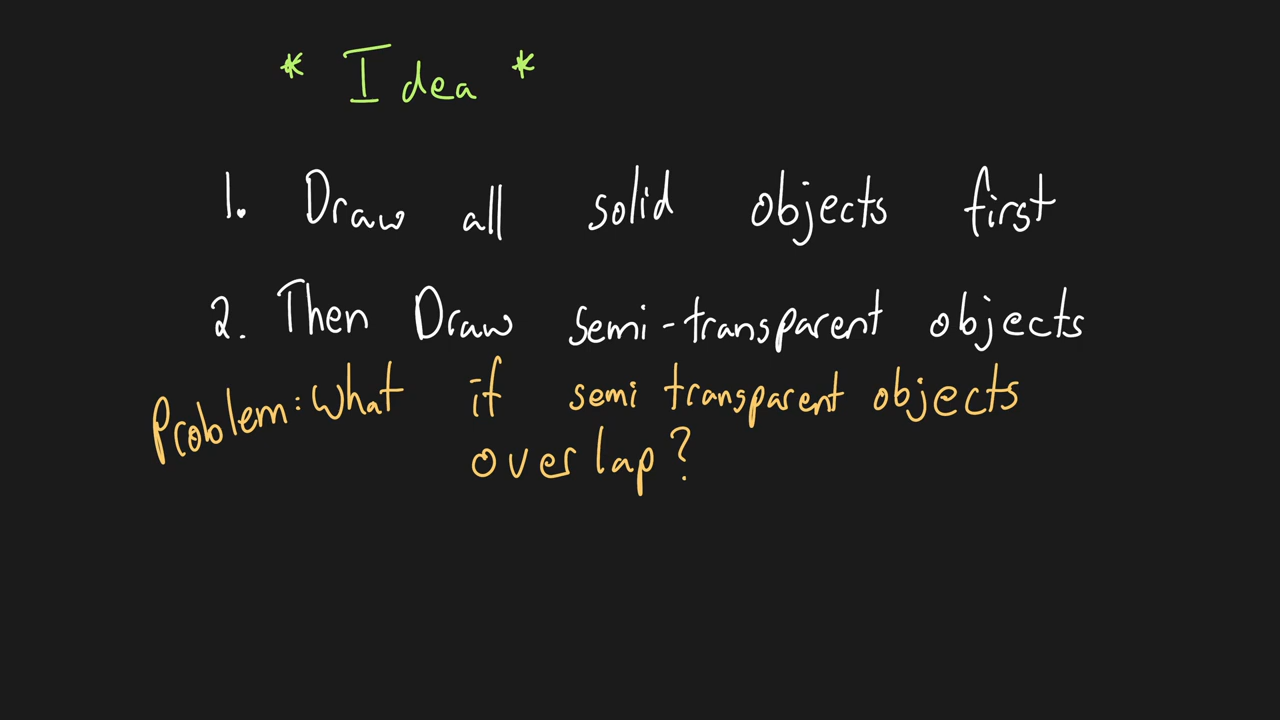 * Idea *
1. Draw all solid objects first
2. Then Draw semi-transparent objects
Problem: What if semi transparent objects
overlap?